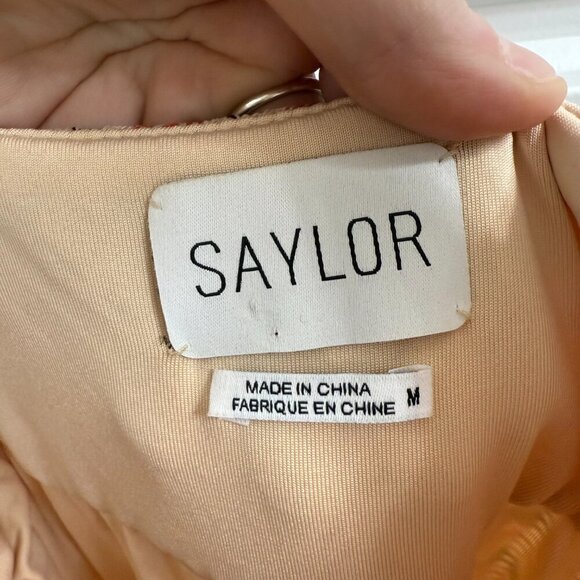 SAYLOR
MADE IN CHINA
FABRIQUE EN CHINE
M